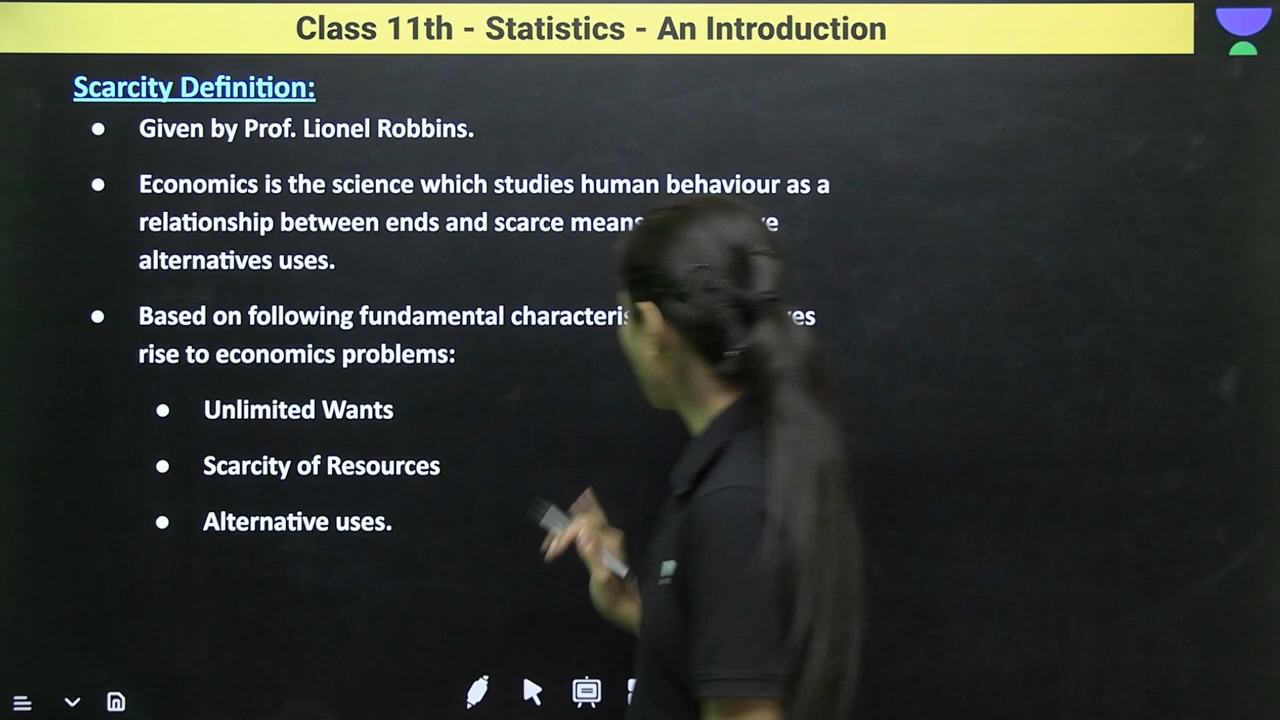 Class 11th - Statistics - An Introduction
Scarcity Definition:
● Given by Prof. Lionel Robbins.
● Economics is the science which studies human behaviour as a
relationship between ends and scarce means
alternatives uses.
● Based on following fundamental
rise to economics problems:
● Unlimited Wants
● Scarcity of Resources
● Alternative uses.